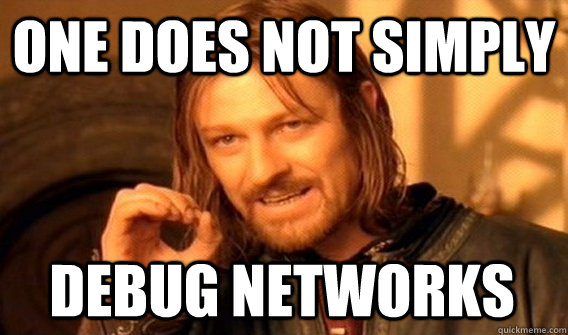 ONE DOES NOT SIMPLY
DEBUG NETWORKS
quickmeme.com